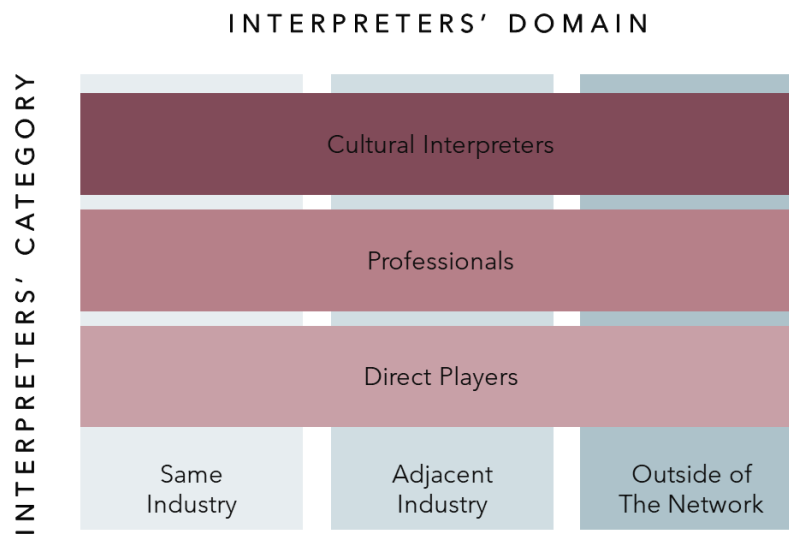 INTERPRETERS’ DOMAIN
INTERPRETERS’ CATEGORY
Cultural Interpreters
Professionals
Direct Players
Same
Industry
Adjacent
Industry
Outside of
The Network